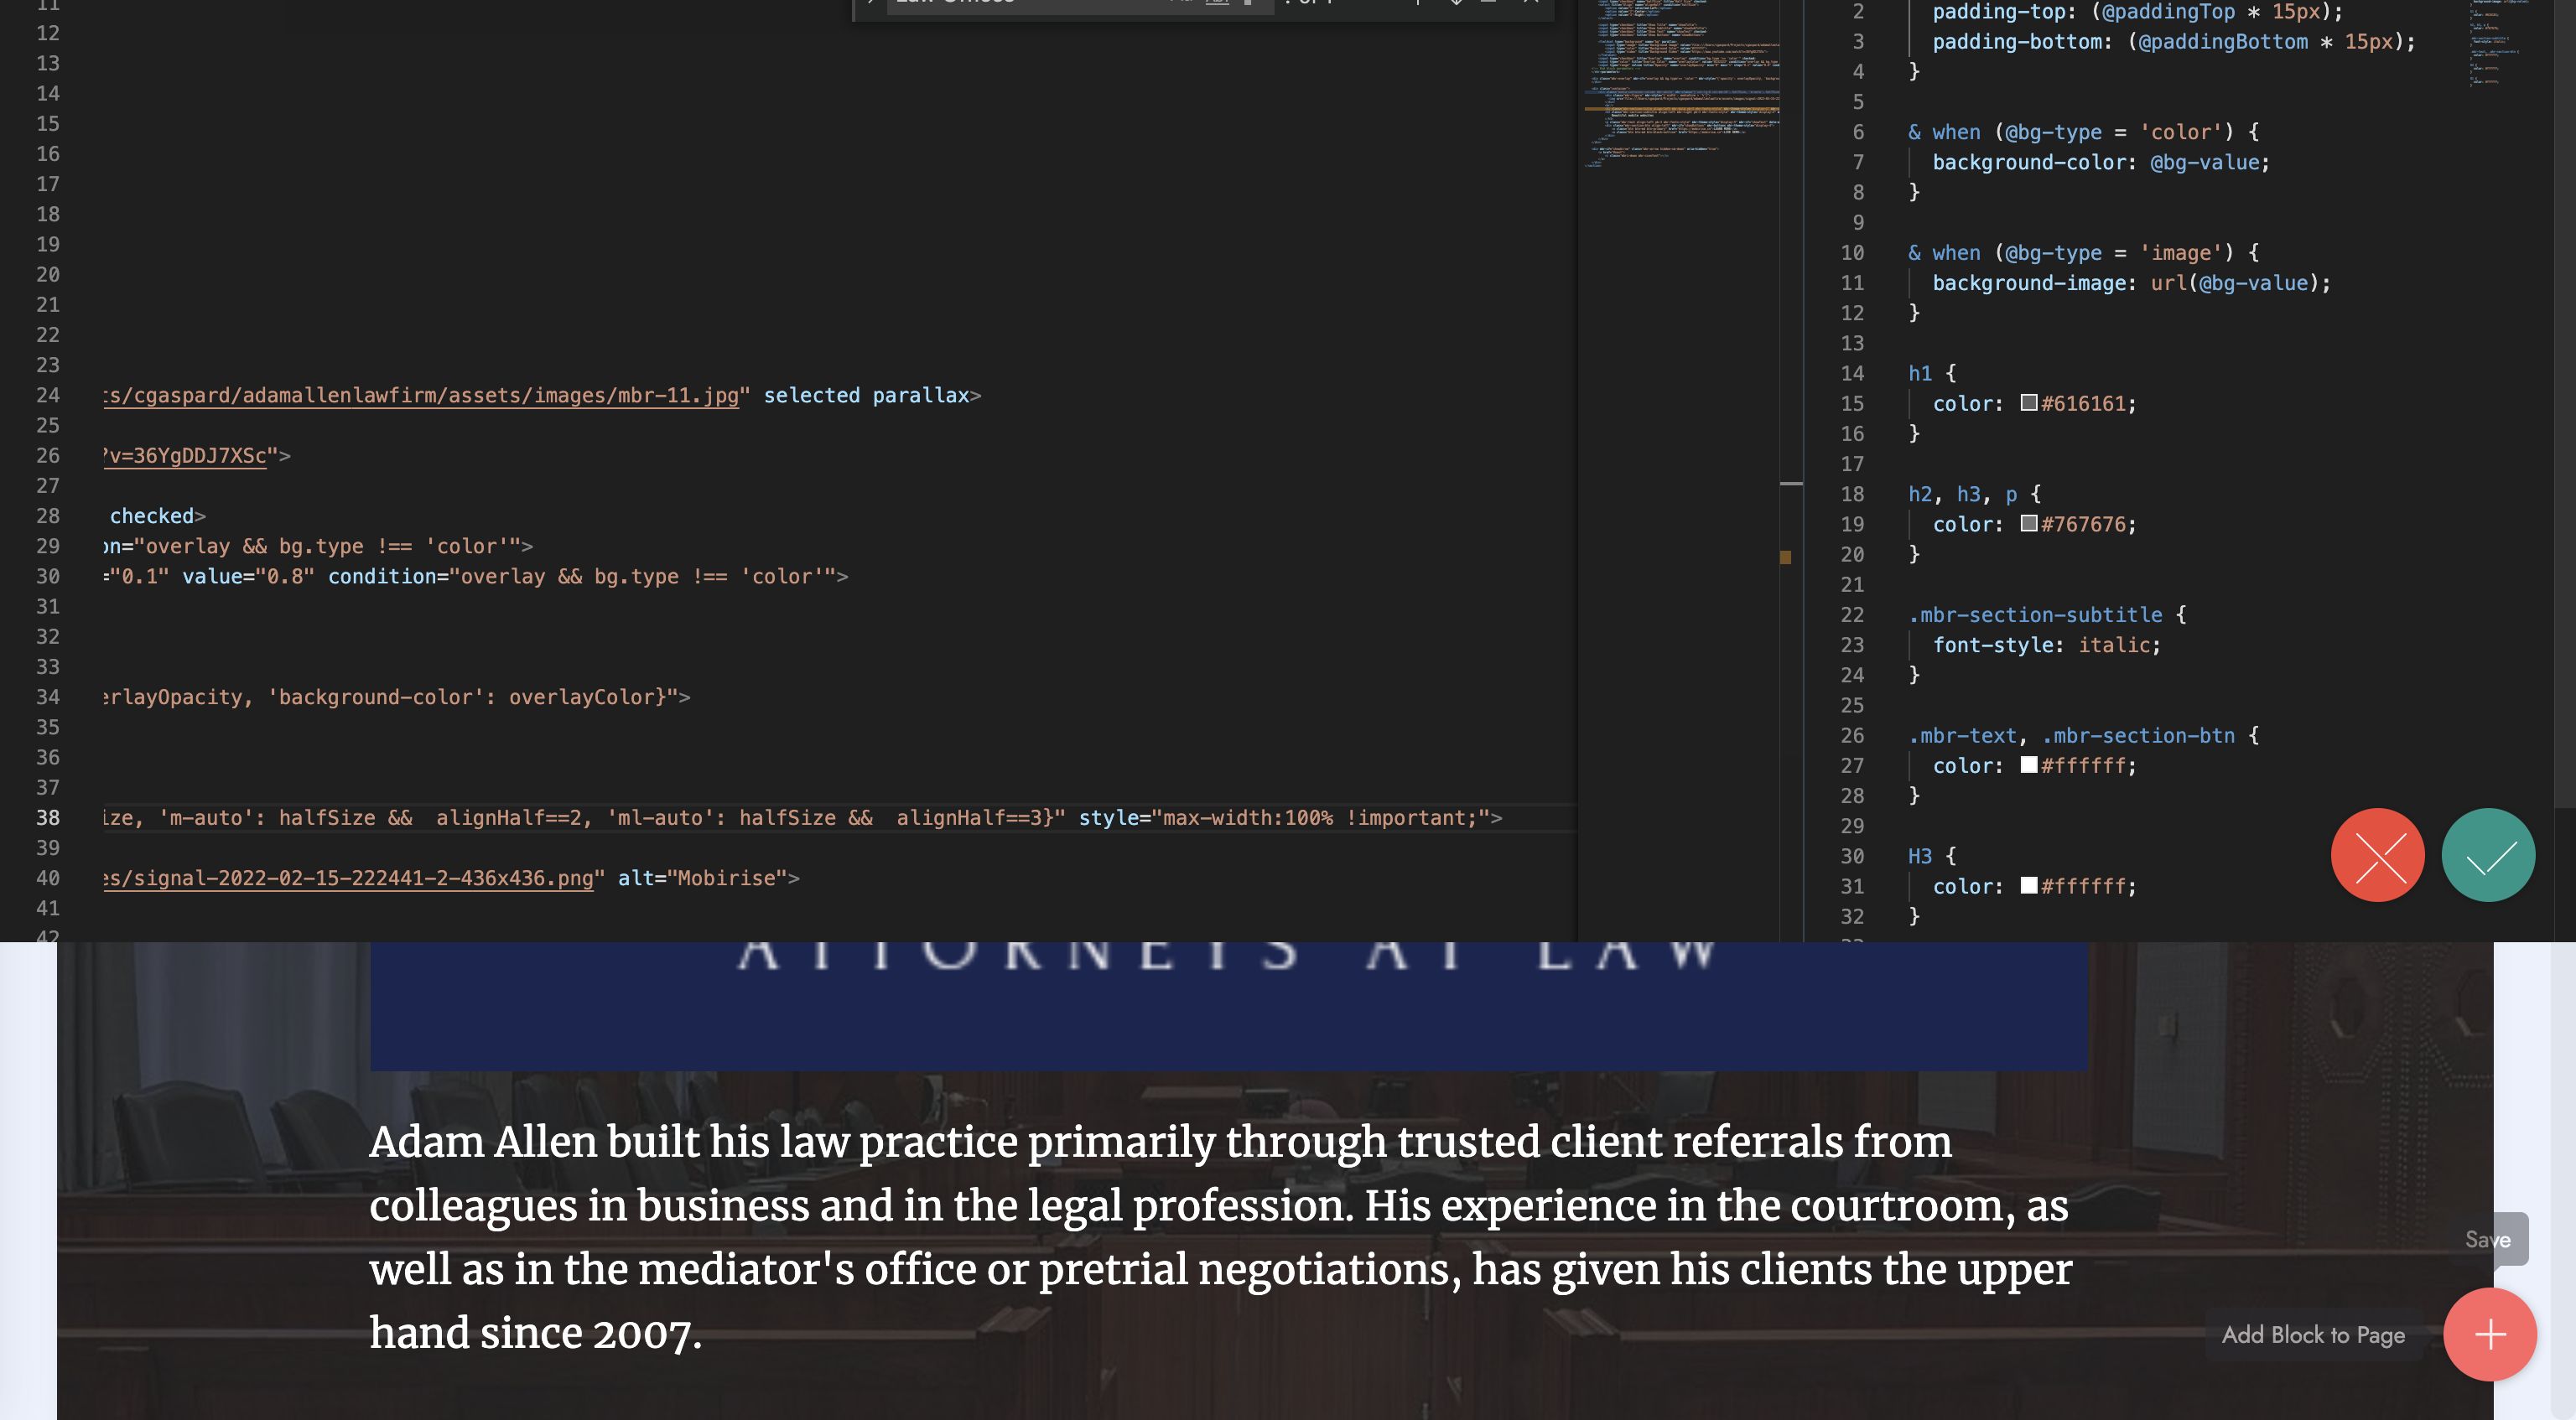 11
12
13
14
15
16
17
18
19
20
21
22
23
24 ts/cgaspard/adamallenlawfirm/assets/images/mbr-11.jpg" selected parallax>
25
26 ?v=36YgDDJ7XSc">
27
28 checked>
29 on="overlay && bg.type !== 'color'">
30 ="0.1" value="0.8" condition="overlay && bg.type !== 'color'">
31
32
33
34 erlayOpacity, 'background-color': overlayColor}">
35
36
37
38 ize, 'm-auto': halfSize &&  alignHalf==2, 'ml-auto': halfSize &&  alignHalf==3}" style="max-width:100% !important;">
39
40 es/signal-2022-02-15-222441-2-436x436.png" alt="Mobirise">
41
42
2 padding-top: (@paddingTop * 15px);
3 padding-bottom: (@paddingBottom * 15px);
4 }
5
6 & when (@bg-type = 'color') {
7 background-color: @bg-value;
8 }
9
10 & when (@bg-type = 'image') {
11 background-image: url(@bg-value);
12 }
13
14 h1 {
15 color: #616161;
16 }
17
18 h2, h3, p {
19 color: #767676;
20 }
21
22 .mbr-section-subtitle {
23 font-style: italic;
24 }
25
26 .mbr-text, .mbr-section-btn {
27 color: #ffffff;
28 }
29
30 H3 {
31 color: #ffffff;
32 }
ATTORNEYS AT LAW
Adam Allen built his law practice primarily through trusted client referrals from
colleagues in business and in the legal profession. His experience in the courtroom, as
well as in the mediator's office or pretrial negotiations, has given his clients the upper
hand since 2007.
Save
Add Block to Page